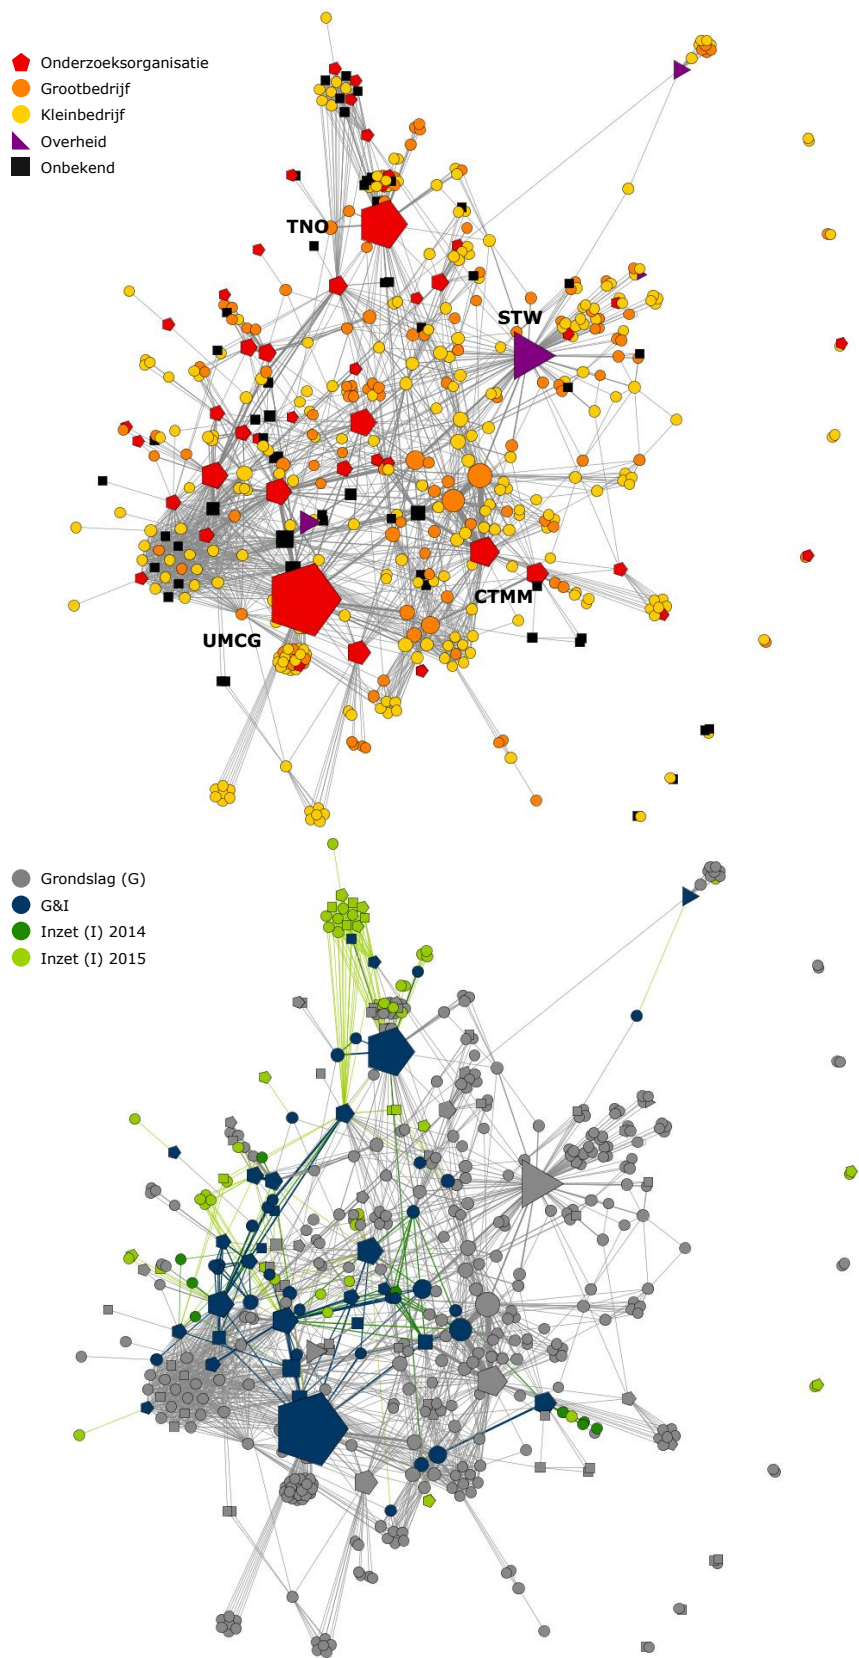 Onderzoeksorganisatie
Grootbedrijf
Kleinbedrijf
Overheid
Onbekend
TNO
STW
CTMM
UMCG
Grondslag (G)
G&I
Inzet (I) 2014
Inzet (I) 2015